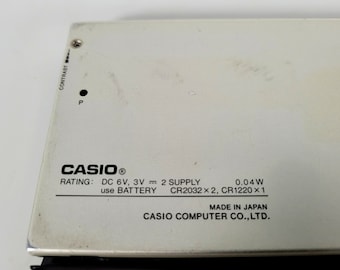 CONTRAST
P
CASIO®
RATING: DC 6V, 3V ⎓ 2 SUPPLY 0.04W
use BATTERY CR2032×2, CR1220×1
MADE IN JAPAN
CASIO COMPUTER CO., LTD.